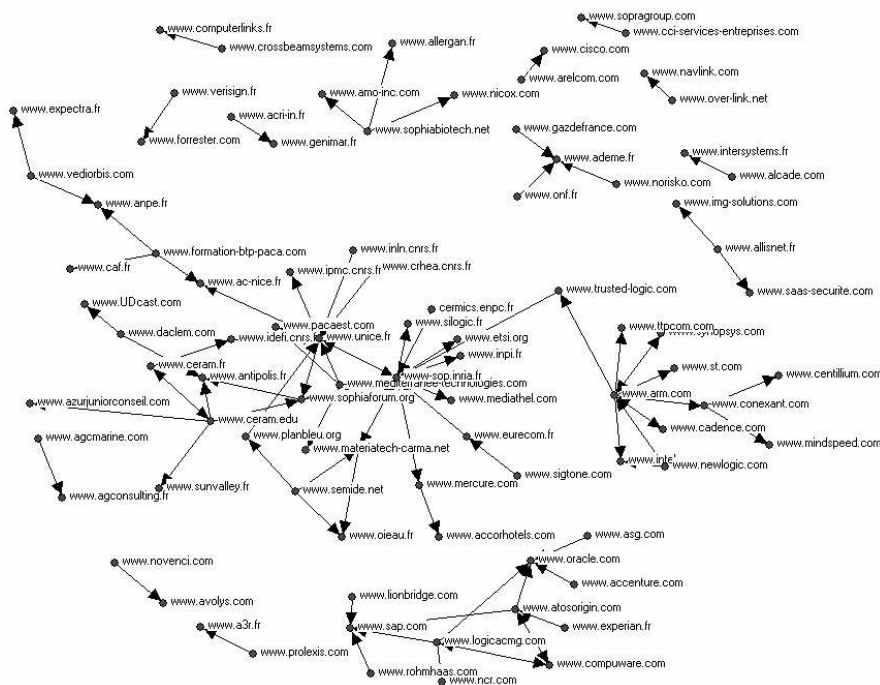 www.sopragroup.com
www.computerlinks.fr
www.cci-services-entreprises.com
www.allergan.fr
www.crossbeamsystems.com
www.cisco.com
www.navlink.com
www.arelcom.com
www.verisign.fr
www.amo-inc.com
www.nicox.com
www.over-link.net
www.expectra.fr
www.acri-in.fr
www.sophiabiotech.net
www.gazdefrance.com
www.forrester.com
www.genimar.fr
www.intersystems.fr
www.ademe.fr
www.vediorbis.com
www.alcade.com
www.norisko.com
www.onf.fr
www.anpe.fr
www.img-solutions.com
www.inln.cnrs.fr
www.allisnet.fr
www.formation-btp-paca.com
www.caf.fr
www.ipmc.cnrs.fr
www.crhea.cnrs.fr
www.ac-nice.fr
www.trusted-logic.com
www.saas-securite.com
www.UDcast.com
cermics.enpc.fr
www.pacaest.com
www.silogic.fr
www.ttpcom.com
www.synopsys.com
www.daclem.com
www.idefi.cnrs.fr
www.unice.fr
www.etsi.org
www.inpi.fr
www.ceram.fr
www.st.com
www.antipolis.fr
www-sop.inria.fr
www.centillium.com
www.mediterranee-technologies.com
www.arm.com
www.azurjuniorconseil.com
www.sophiaforum.org
www.mediathel.com
www.conexant.com
www.ceram.edu
www.cadence.com
www.agcmarine.com
www.planbleu.org
www.eurecom.fr
www.mindspeed.com
www.materiatech-carma.net
www.newlogic.com
www.sigtone.com
www.sunvalley.fr
www.semide.net
www.mercure.com
www.agconsulting.fr
www.oieau.fr
www.accorhotels.com
www.asg.com
www.novenci.com
www.oracle.com
www.accenture.com
www.lionbridge.com
www.avolys.com
www.atosorigin.com
www.a3r.fr
www.sap.com
www.experian.fr
www.logicacmg.com
www.prolexis.com
www.compuware.com
www.rohmhaas.com
www.ncr.com